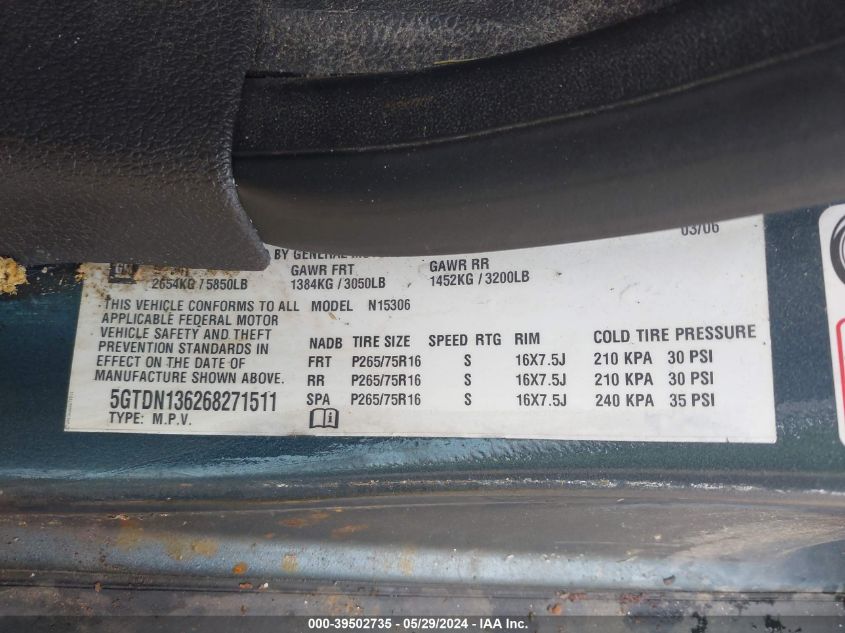 03/06
BY GENERAL
GM
GAWR FRT GAWR RR
2654KG / 5850LB 1384KG / 3050LB 1452KG / 3200LB
THIS VEHICLE CONFORMS TO ALL MODEL N15306
APPLICABLE FEDERAL MOTOR
VEHICLE SAFETY AND THEFT
PREVENTION STANDARDS IN
EFFECT ON THE DATE OF
MANUFACTURE SHOWN ABOVE.
5GTDN136268271511
TYPE: M.P.V.
NADB TIRE SIZE SPEED RTG RIM COLD TIRE PRESSURE
FRT P265/75R16 S 16X7.5J 210 KPA 30 PSI
RR P265/75R16 S 16X7.5J 210 KPA 30 PSI
SPA P265/75R16 S 16X7.5J 240 KPA 35 PSI
000-39502735 - 05/29/2024 - IAA Inc.